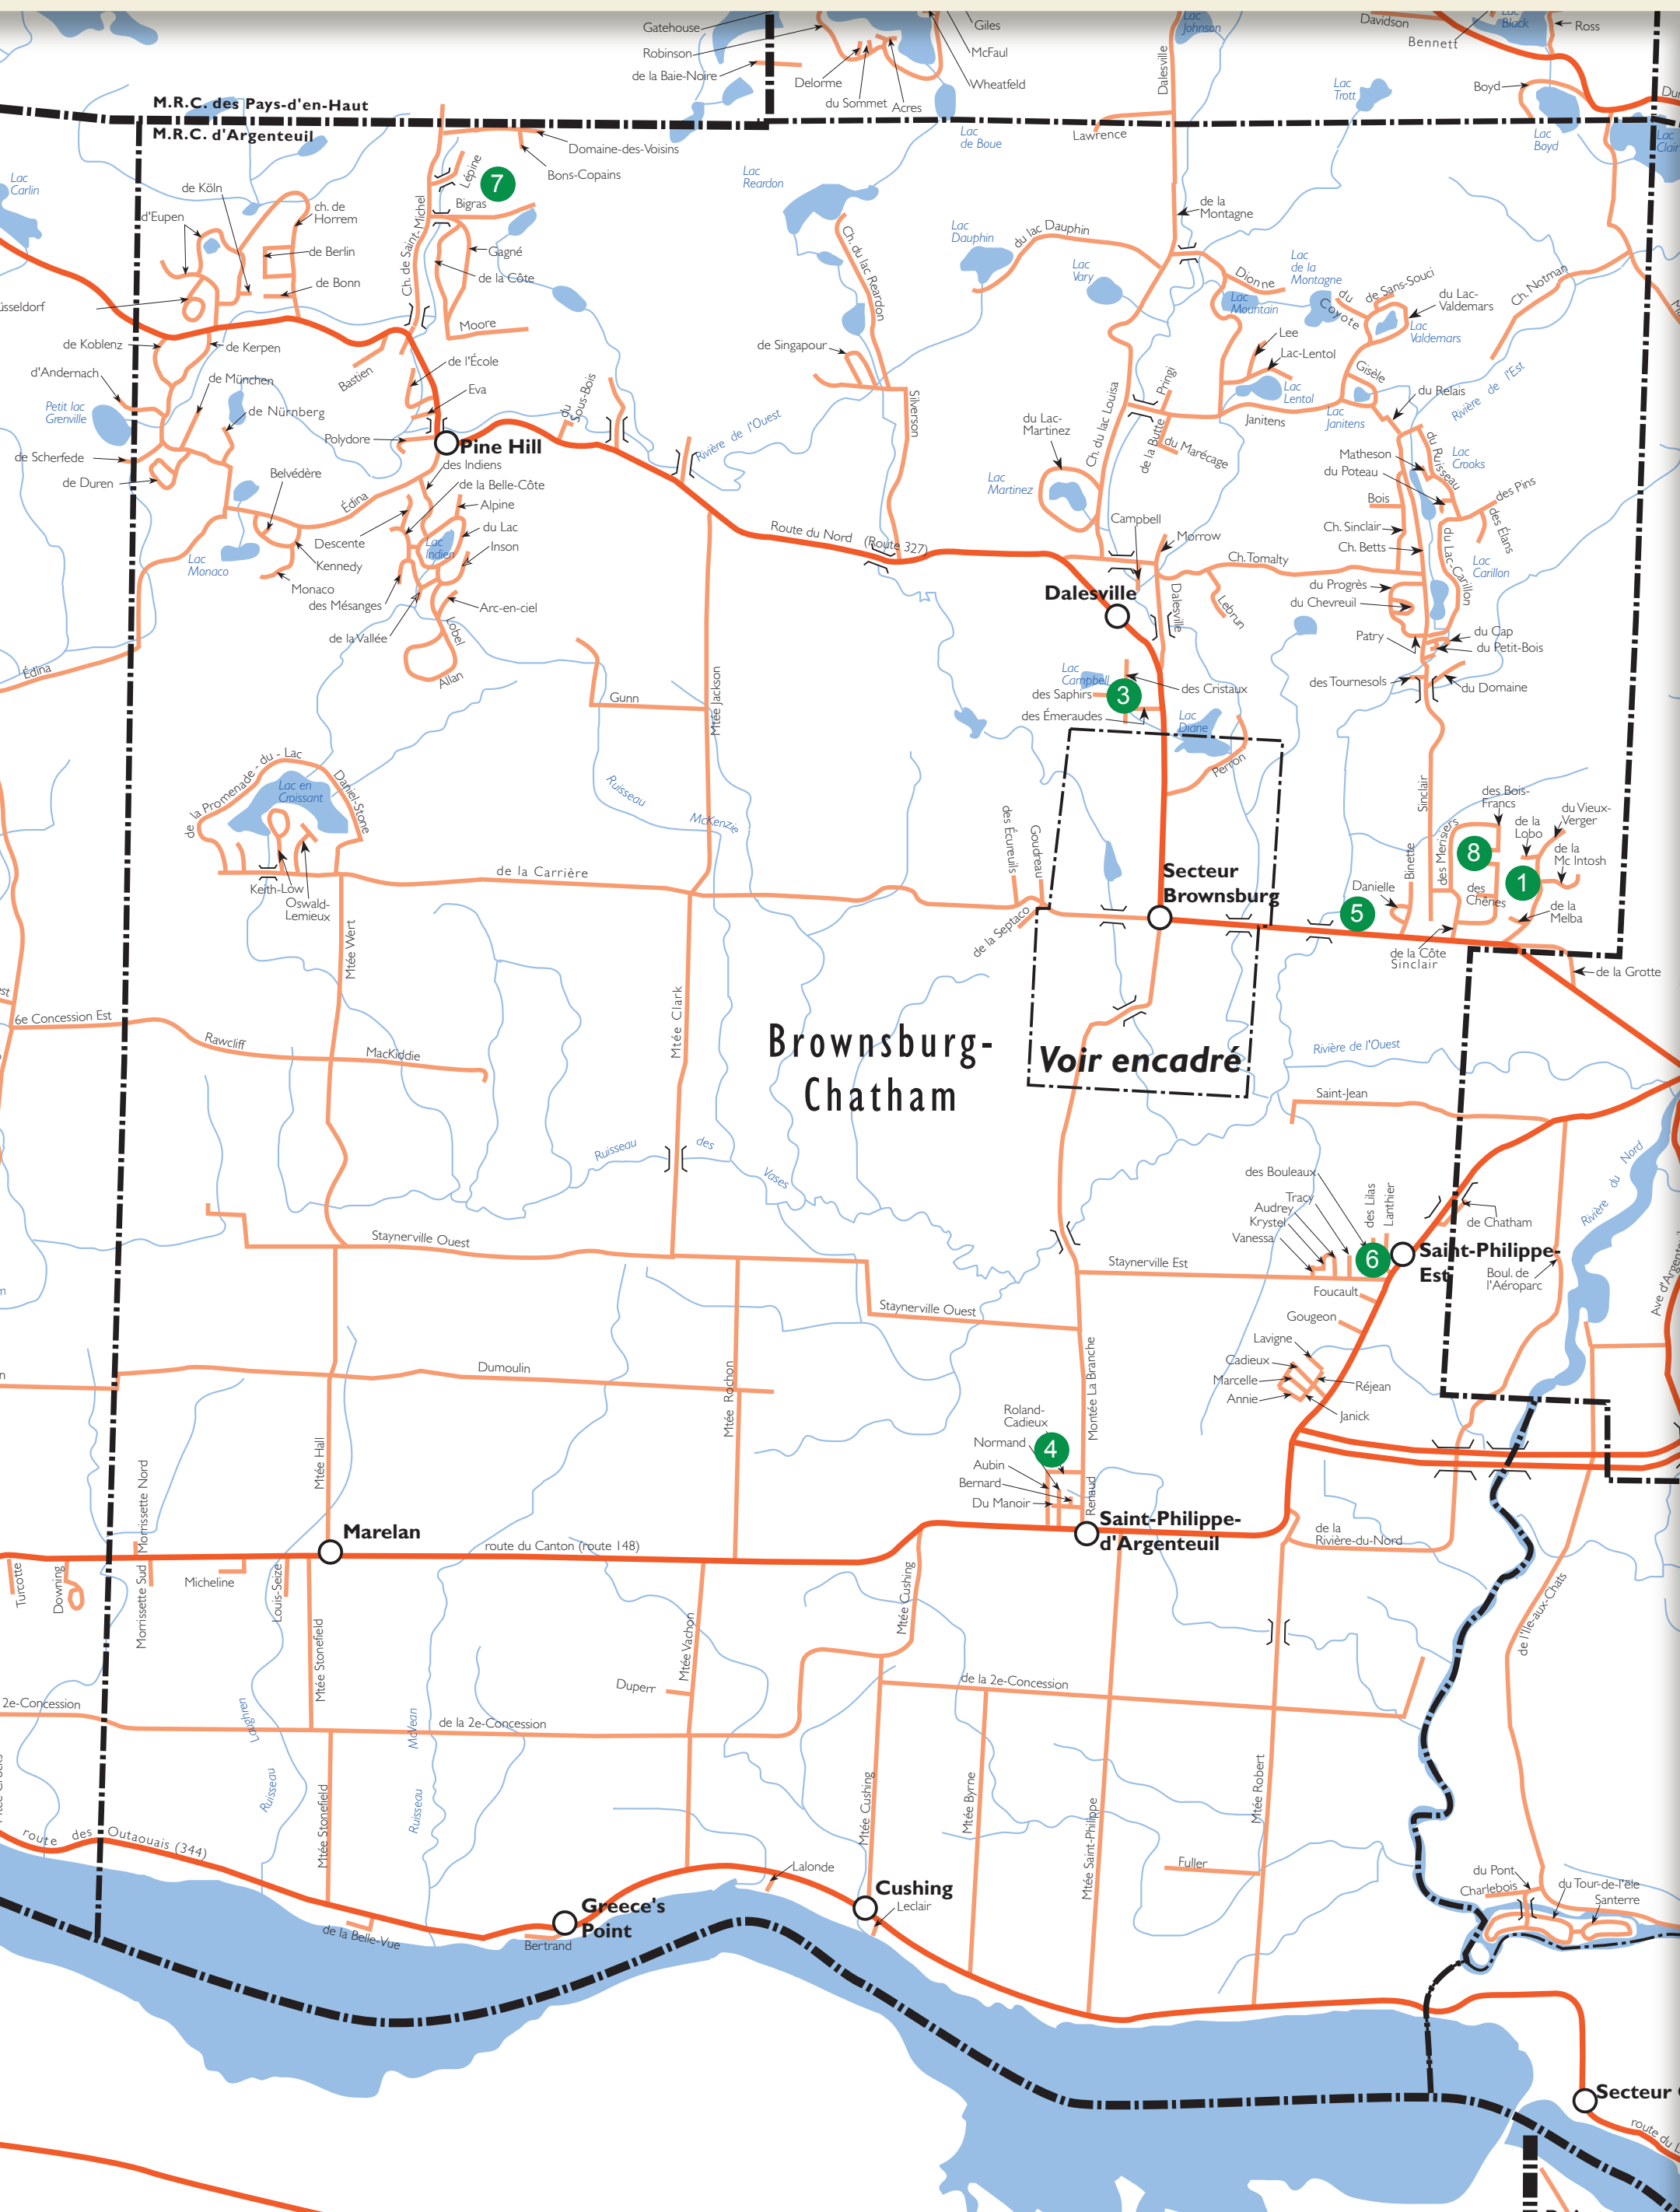 Gatehouse
Robinson
de la Baie-Noire
Delorme
du Sommet
Acres
Giles
McFaul
Wheatfeld
Dalesville
Lac
Johnson
Davidson
Bennett
Lac
Black
Ross
Boyd
Lac
Trott
Lac
Boyd
Lac
de Boue
Lawrence
M.R.C. des Pays-d'en-Haut
M.R.C. d'Argenteuil
Domaine-des-Voisins
Bons-Copains
Lépine
7
Bigras
Lac
Carlin
de Köln
d'Eupen
ch. de
Horrem
de Berlin
de Bonn
Ch. de Saint-Michel
Gagné
de la Côte
Moore
Lac
Reardon
Ch. du lac Reardon
Lac
Dauphin
du lac Dauphin
Lac
Vary
de la
Montagne
Dionne
Lac
de la
Montagne
Lac
Mountain
du
Coyote
de Sans-Souci
du Lac-
Valdemars
Lac
Valdemars
Ch. Notman
Lee
Lac-Lentol
Lac
Lentol
Gisèle
du Relais
Lac
Janitens
Janitens
Rivière de l'Est
de Koblenz
de Kerpen
d'Andernach
de München
Petit lac
Grenville
de Nürnberg
de Scherfede
de Duren
Bastien
de l'École
Eva
Polydore
Pine Hill
du
Sous-Bois
Rivière de l'Ouest
de Singapour
Silverson
Ch. du lac Louisa
Pringi
de la Butte
du Marécage
du Lac-
Martinez
Lac
Martinez
Matheson
du Poteau
du Ruisseau
Lac
Crooks
Bois
des Pins
des Élans
Ch. Sinclair
Ch. Betts
du Lac-Carillon
Lac
Carillon
du Progrès
du Chevreuil
Patry
du Cap
du Petit-Bois
des Tournesols
du Domaine
Belvédère
Édina
des Indiens
de la Belle-Côte
Alpine
du Lac
Inson
Lac
Indien
Descente
Kennedy
Monaco
Lac
Monaco
des Mésanges
Arc-en-ciel
de la Vallée
Lobel
Allan
Édina
Route du Nord (Route 327)
Campbell
Morrow
Ch. Tomalty
Dalesville
Dalesville
Lebrun
Gunn
Mtée Jackson
Lac
Campbell
3
des Saphirs
des Cristaux
des Émeraudes
Lac
Diane
Perron
de la Promenade - du - Lac
Daniel-Stone
Lac en
Croissant
Keith-Low
Oswald-
Lemieux
Ruisseau
McKenzie
de la Carrière
des Écureuils
Goudreau
de la Septaco
Secteur
Brownsburg
Sinclair
des Bois-
Francs
du Vieux-
Verger
de la
Lobo
de la
Mc Intosh
des Merisiers
8
1
Binette
Danielle
5
des
Chênes
de la
Melba
de la Côte
Sinclair
de la Grotte
Mtée Wert
6e Concession Est
Rawcliff
MacKiddie
Mtée Clark
Brownsburg-
Chatham
Voir encadré
Rivière de l'Ouest
Saint-Jean
Ruisseau
des
Vases
Rivière du Nord
des Bouleaux
Tracy
Audrey
Krystel
Vanessa
des Lilas
Lanthier
6
Saint-Philippe-
Est
de Chatham
Boul. de
l'Aéroparc
Staynerville Ouest
Staynerville Est
Staynerville Ouest
Foucault
Gougeon
Lavigne
Cadieux
Marcelle
Annie
Réjean
Janick
Dumoulin
Mtée Rochon
Montée La Branche
Roland-
Cadieux
4
Normand
Aubin
Bernard
Du Manoir
Renaud
Mtée Hall
Morrissette Nord
Marelan
route du Canton (route 148)
Saint-Philippe-
d'Argenteuil
de la
Rivière-du-Nord
Turcotte
Downing
Morrissette Sud
Micheline
Louis-Seize
Mtée Stonefield
Mtée Vachon
Mtée Cushing
de l'Ile-aux-Chats
Duperr
de la 2e-Concession
2e-Concession
de la 2e-Concession
Laughren
Ruisseau
McVean
Ruisseau
Mtée Stonefield
Mtée Cushing
Mtée Byrne
Mtée Saint-Philippe
Mtée Robert
Fuller
route des Outaouais (344)
de la Belle-Vue
Greece's
Point
Bertrand
Lalonde
Cushing
Leclair
du Pont
Charlebois
du Tour-de-l'êle
Santerre
Secteur